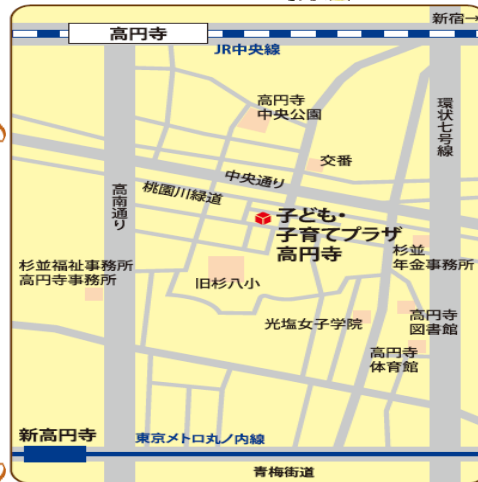 新宿→
高円寺
JR中央線
高円寺
中央公園
環状七号線
交番
中央通り
桃園川緑道
高南通り
子ども・
子育てプラザ
高円寺
杉並
年金事務所
杉並福祉事務所
高円寺事務所
旧杉八小
光塩女子学院
高円寺
図書館
高円寺
体育館
新高円寺
東京メトロ丸ノ内線
青梅街道